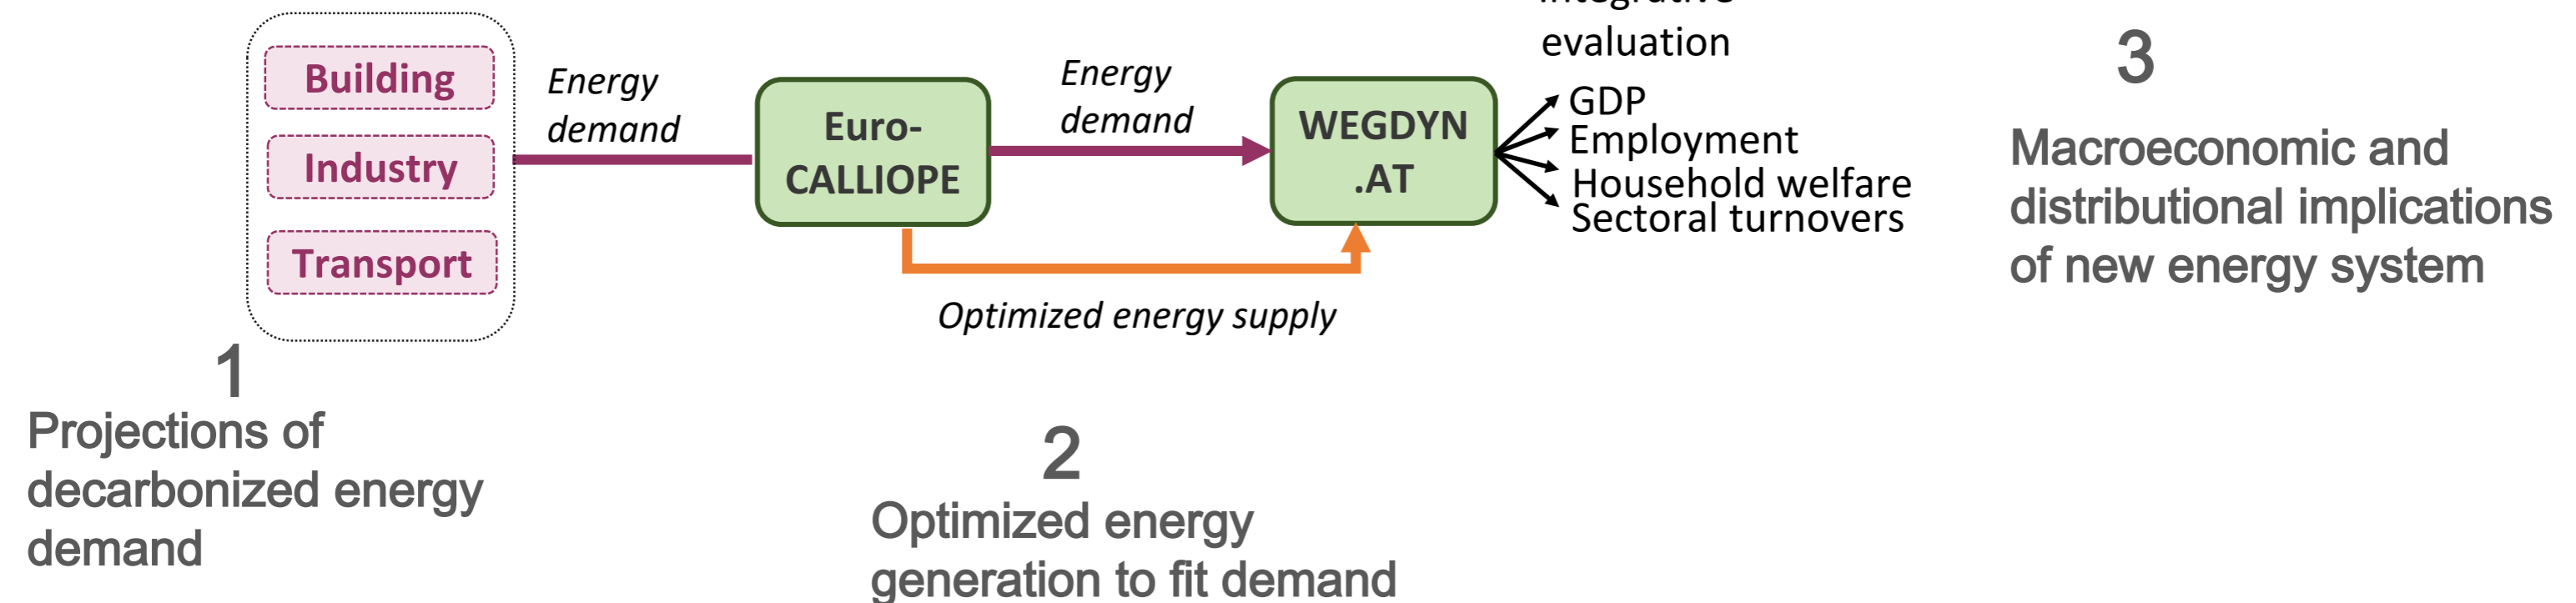 Building
Industry
Transport
Energy
demand
Euro-
CALLIOPE
Energy
demand
WEGDYN
.AT
Optimized energy supply
evaluation
GDP
Employment
Household welfare
Sectoral turnovers
1
Projections of
decarbonized energy
demand
2
Optimized energy
generation to fit demand
3
Macroeconomic and
distributional implications
of new energy system